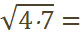 √(4·7) =